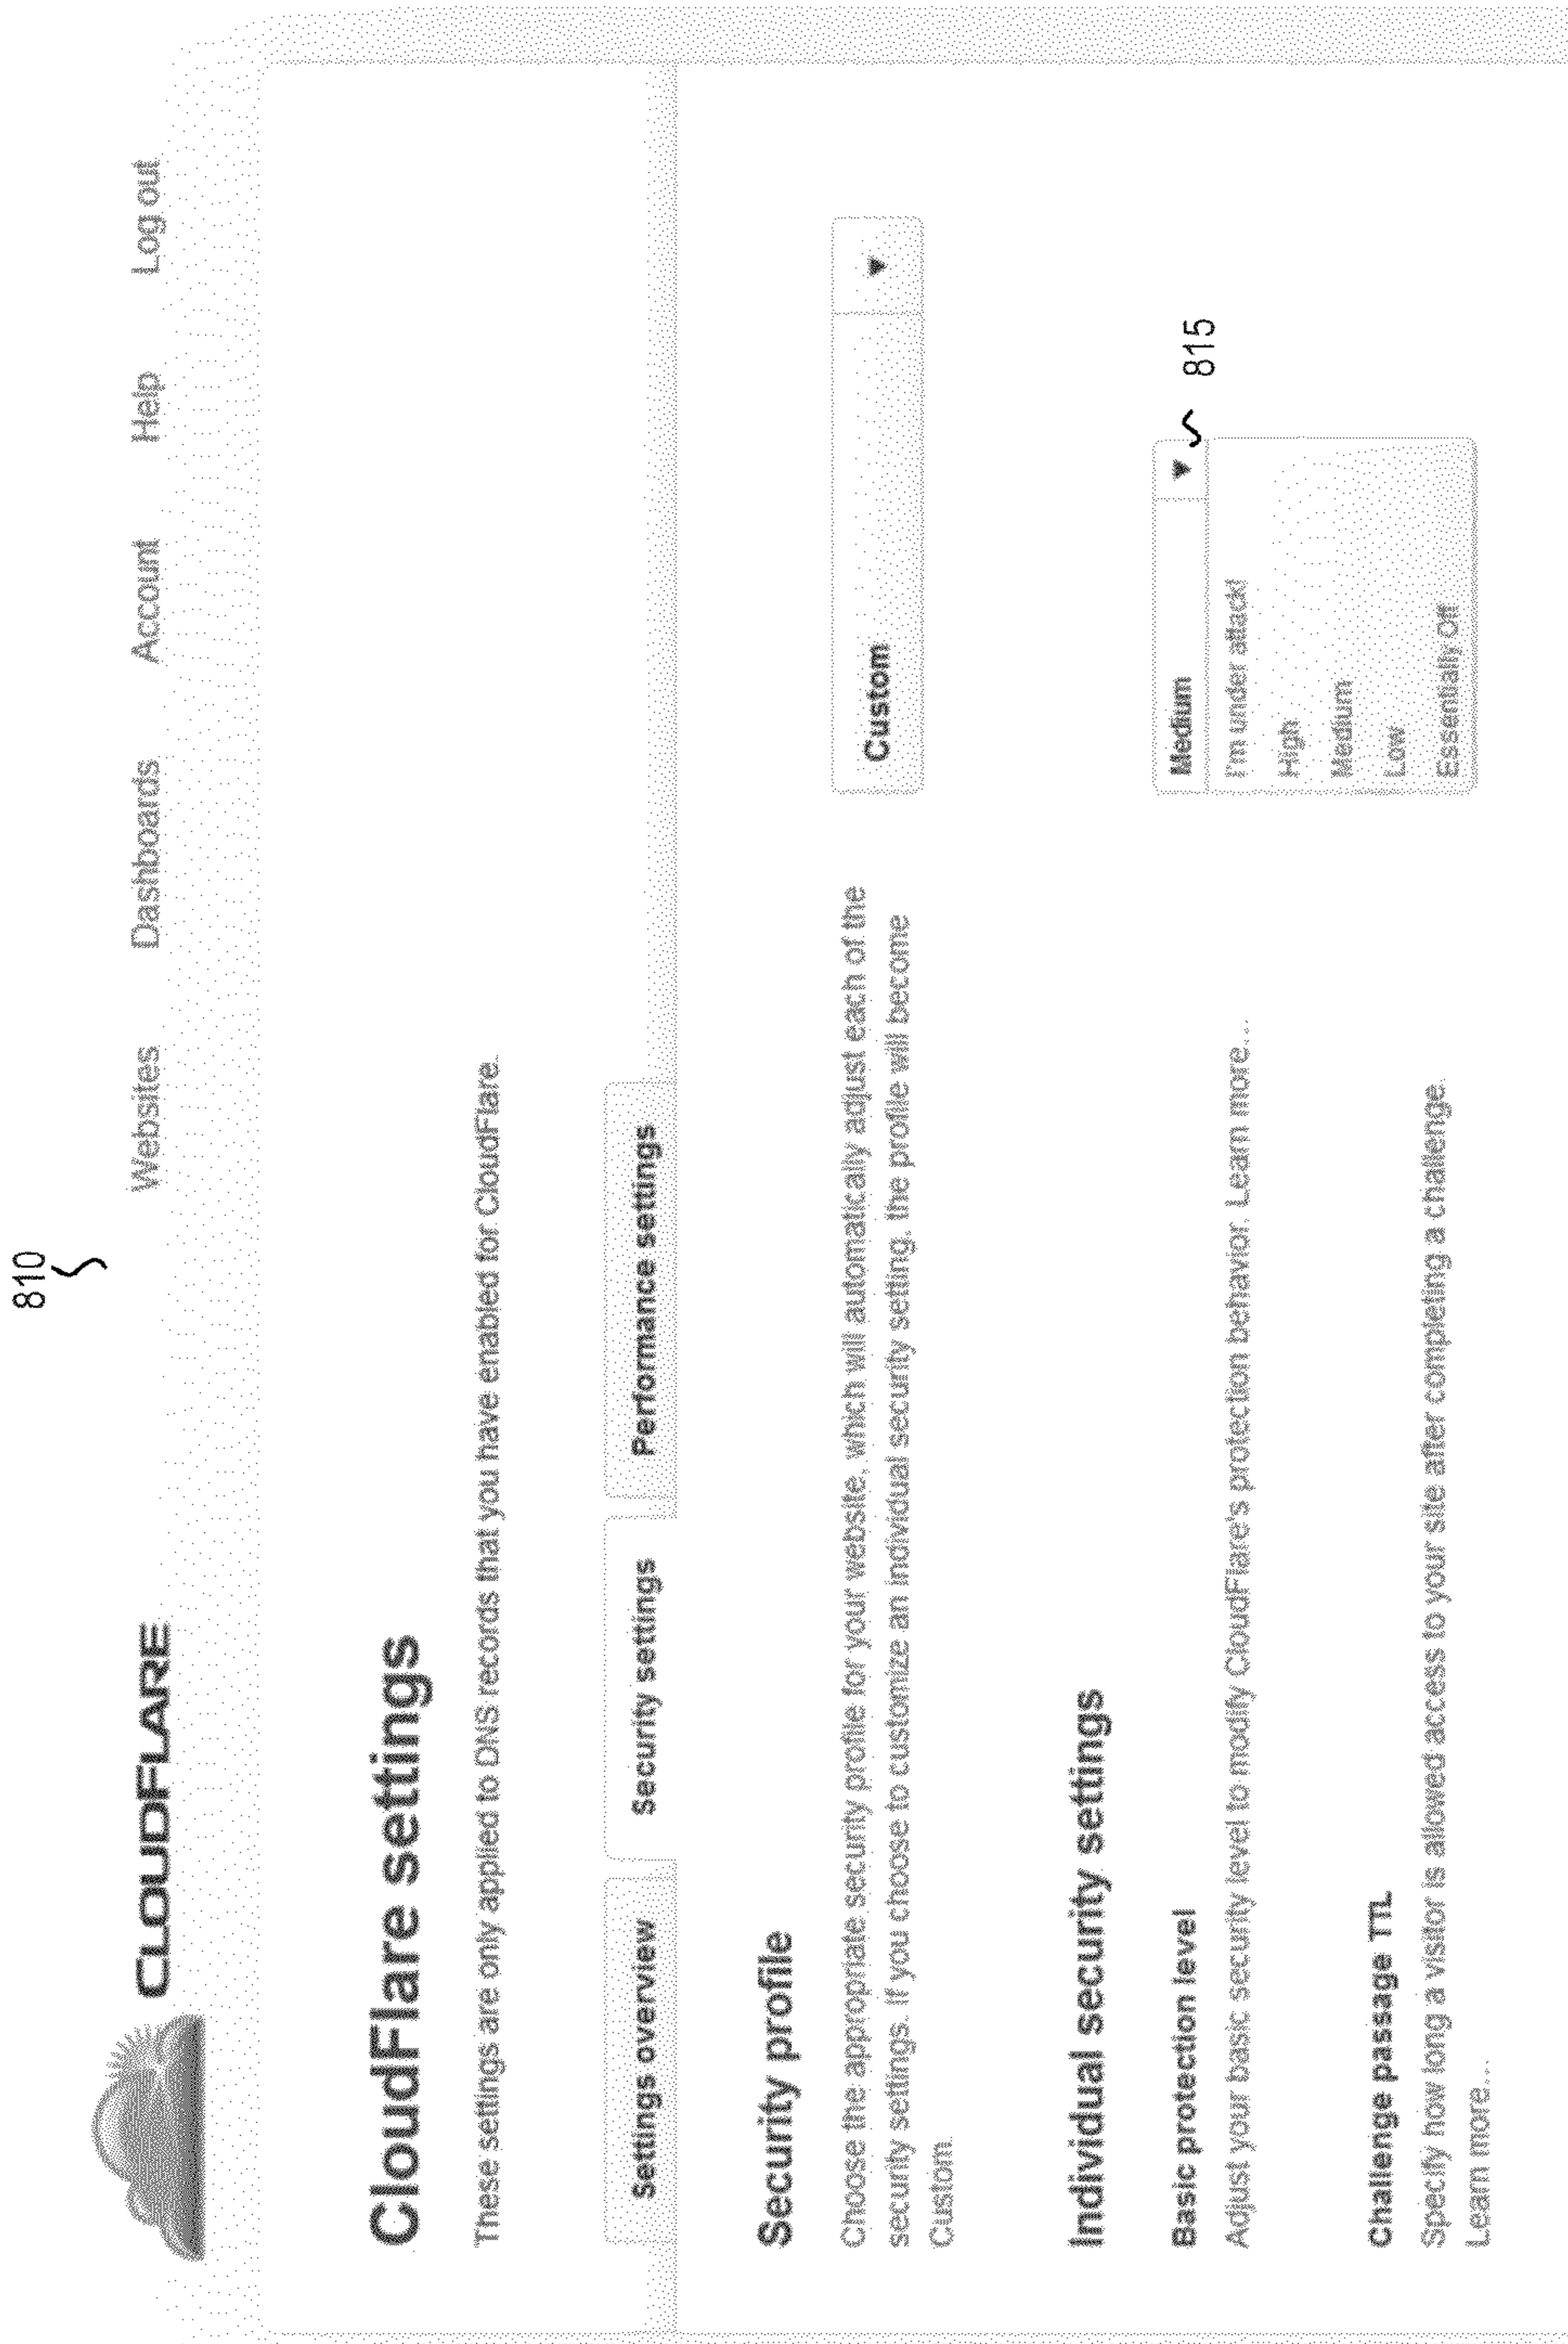 810
CLOUDFLARE
Websites Dashboards Account Help Log out
CloudFlare settings
These settings are only applied to DNS records that you have enabled for CloudFlare.
Settings overview Security settings Performance settings
Security profile
Choose the appropriate security profile for your website, which will automatically adjust each of the
security settings. If you choose to customize an individual security setting, the profile will become
Custom.
Custom
Individual security settings
Basic protection level
Adjust your basic security level to modify CloudFlare's protection behavior. Learn more...
Medium
815
I'm under attack!
High
Medium
Low
Essentially Off
Challenge passage TTL
Specify how long a visitor is allowed access to your site after completing a challenge.
Learn more...